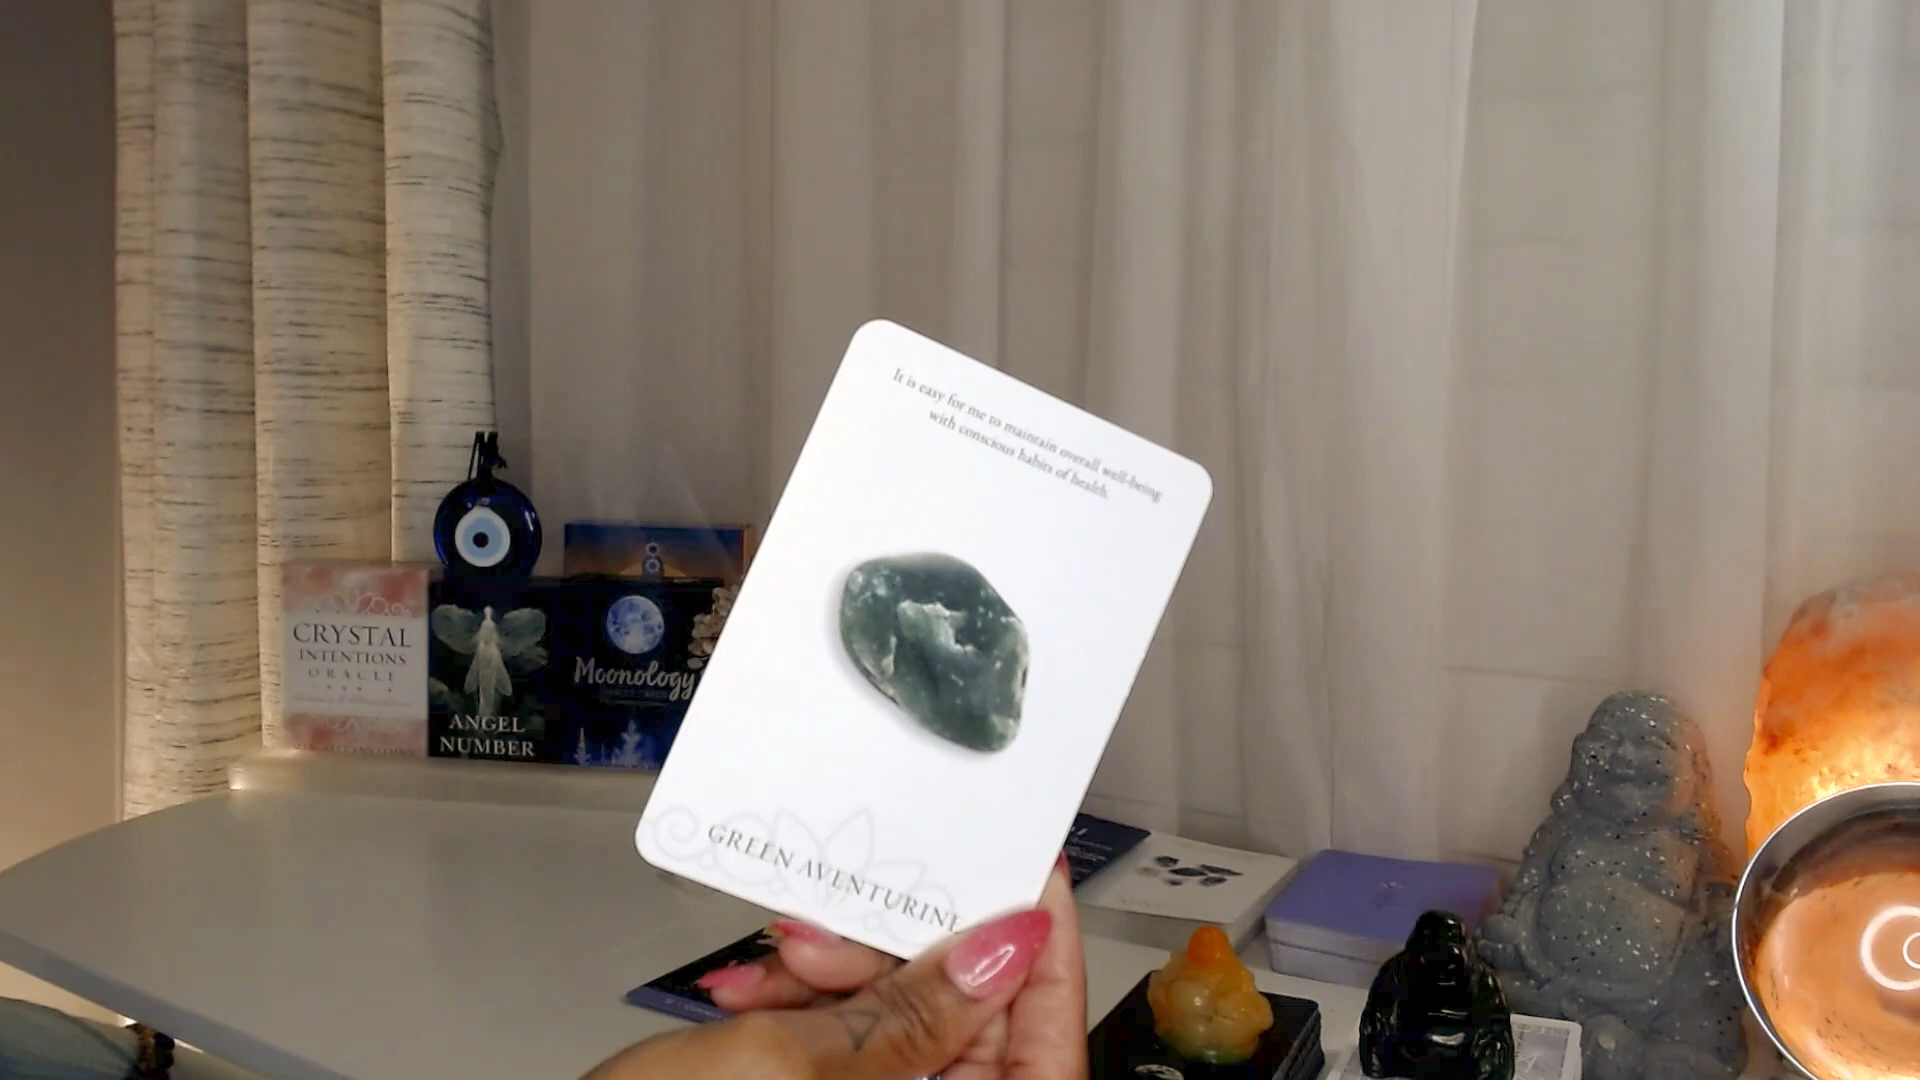 It is easy for me to maintain overall well-being
with conscious habits of health.
GREEN AVENTURINE
CRYSTAL
INTENTIONS
ORACLE
ANGEL
NUMBER
Moonology